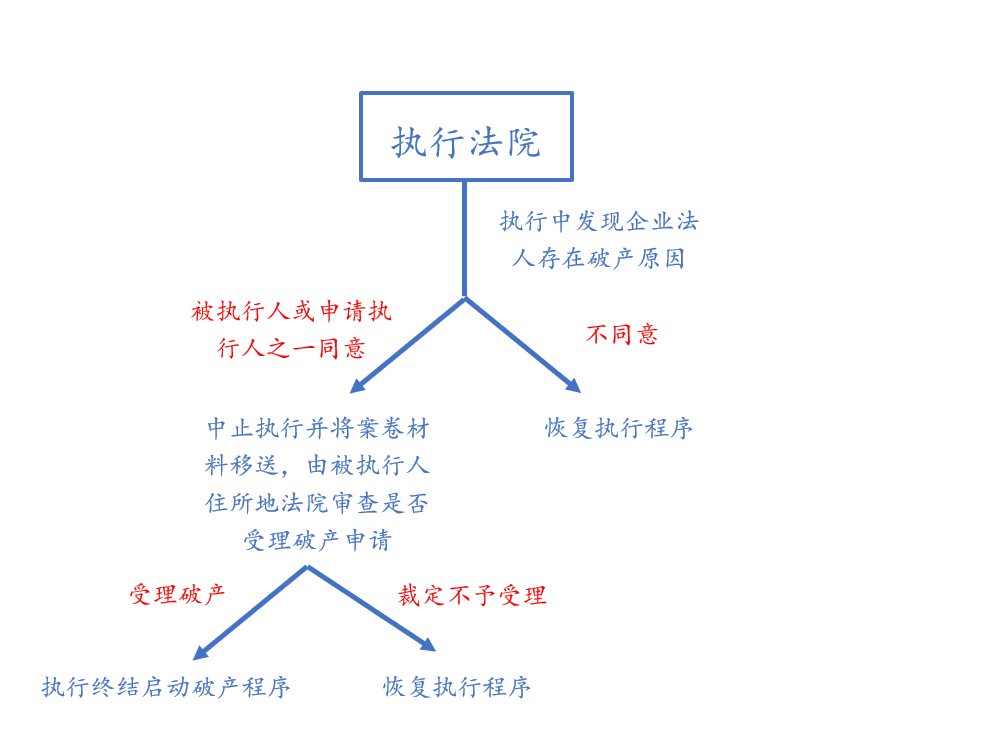 执行法院
执行中发现企业法
人存在破产原因
被执行人或申请执
行人之一同意
不同意
中止执行并将案卷材
料移送，由被执行人
住所地法院审查是否
受理破产申请
恢复执行程序
受理破产
裁定不予受理
执行终结启动破产程序
恢复执行程序